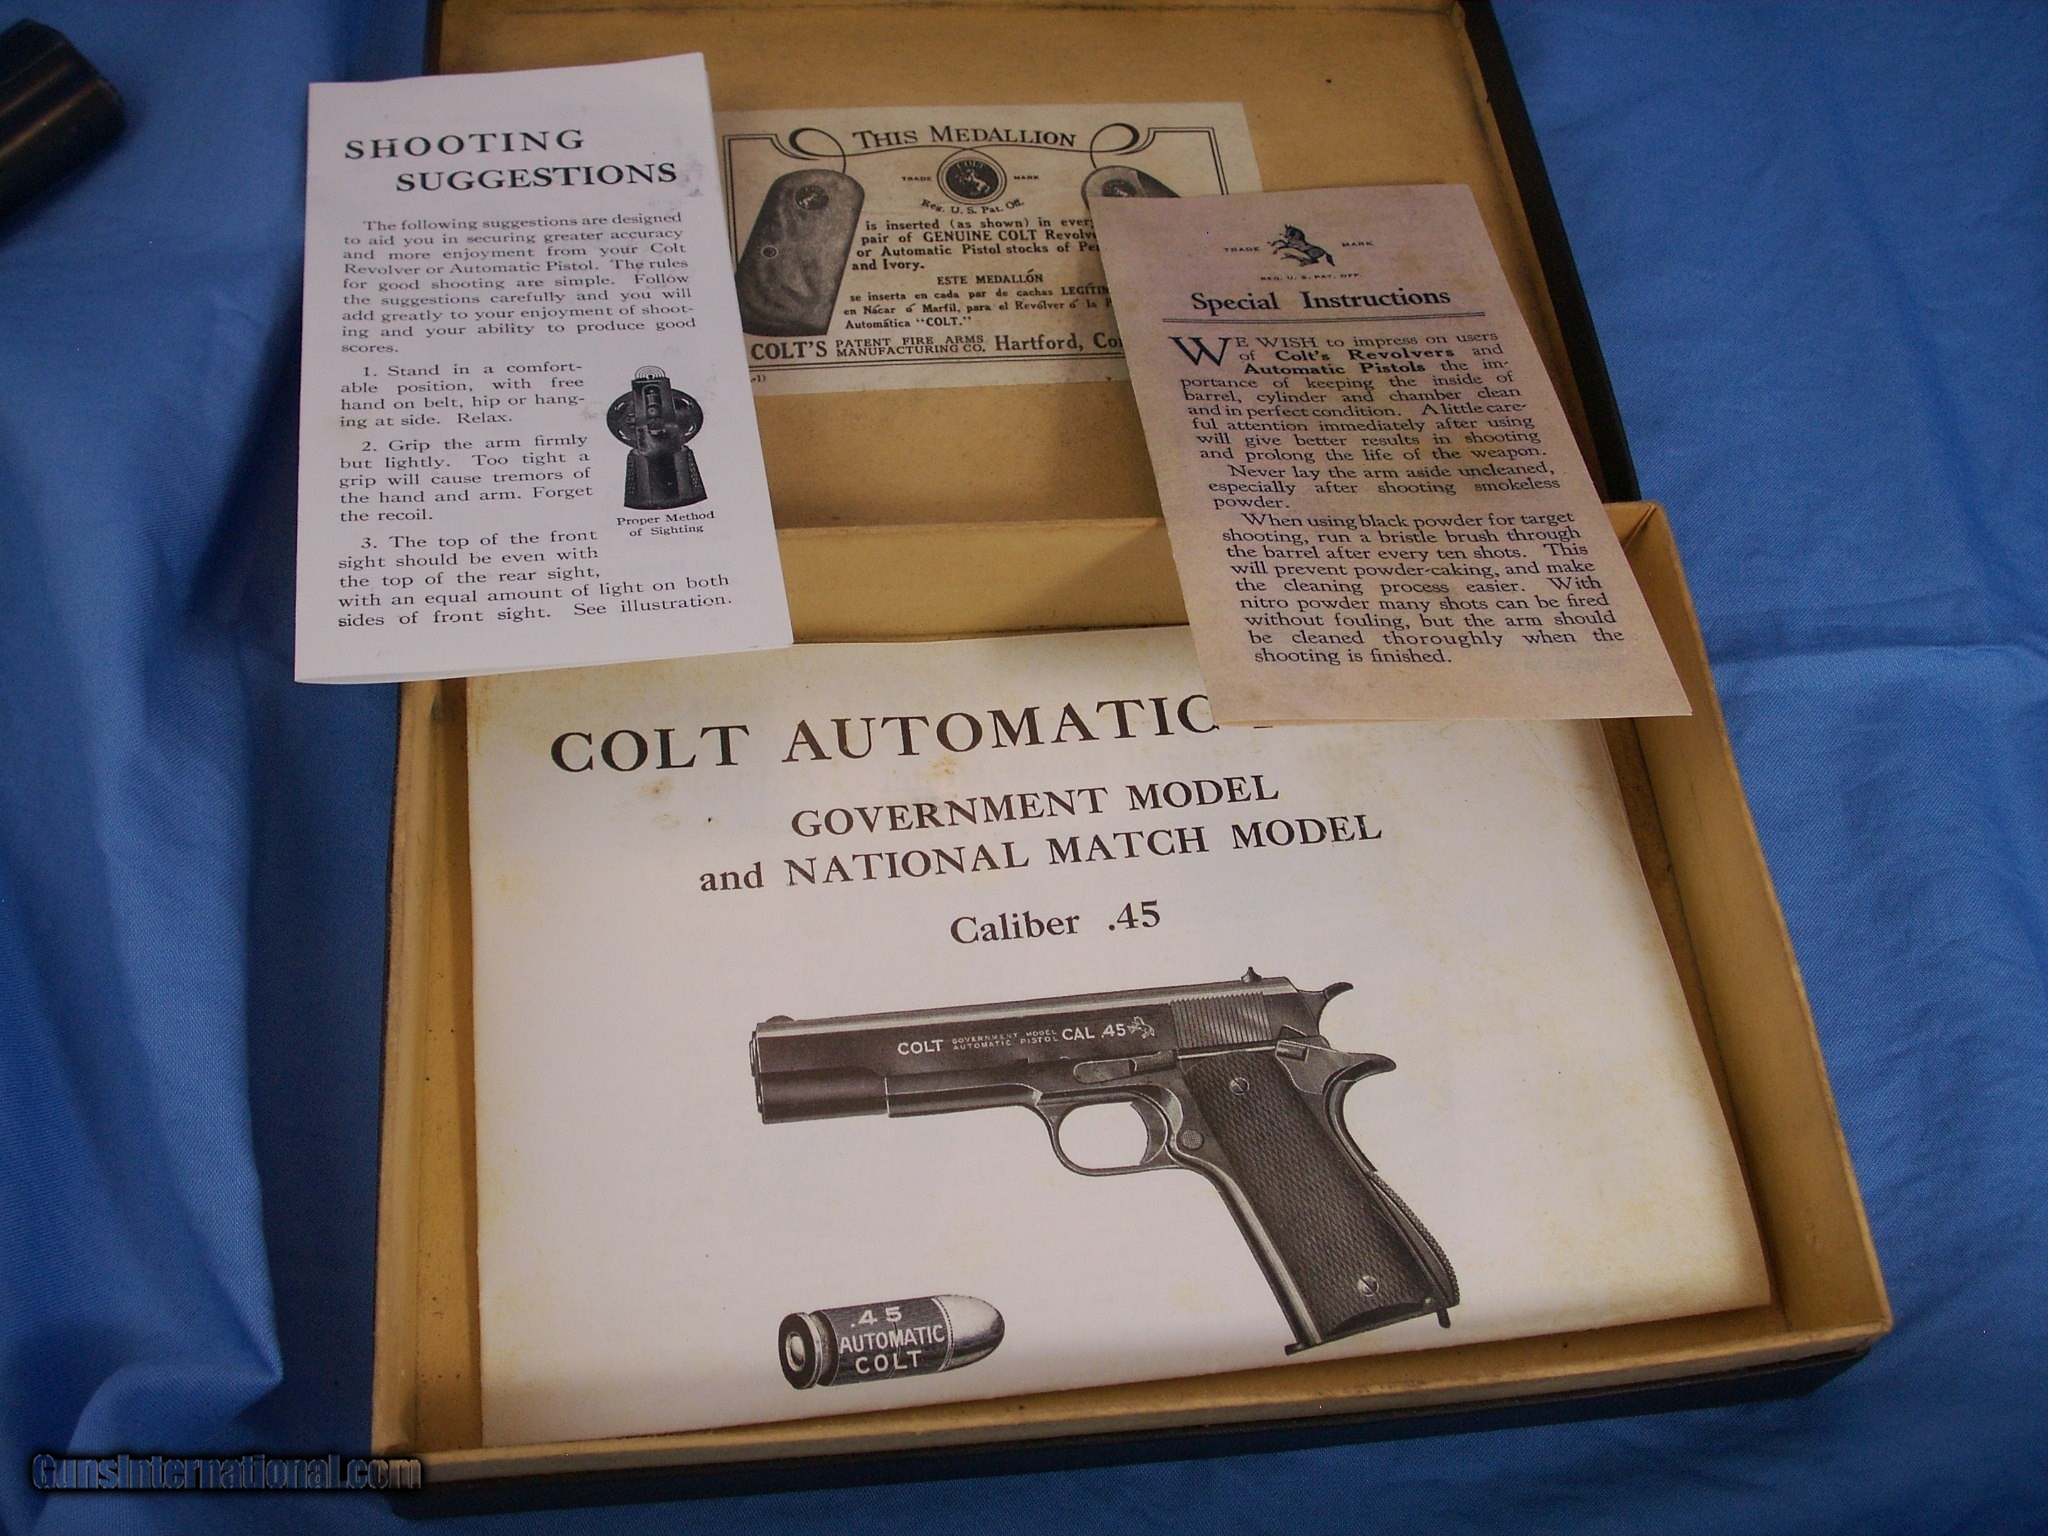 SHOOTING
SUGGESTIONS
The following suggestions are designed
to aid you in securing greater accuracy
and more enjoyment from your Colt
Revolver or Automatic Pistol. The rules
for good shooting are simple. Follow
the suggestions carefully and you will
add greatly to your enjoyment of shoot-
ing and your ability to produce good
scores.
1. Stand in a comfort-
able position, with free
hand on belt, hip or hang-
ing at side. Relax.
2. Grip the arm firmly
but lightly. Too tight a
grip will cause tremors of
the hand and arm. Forget
the recoil.
3. The top of the front
sight should be even with
the top of the rear sight,
with an equal amount of light on both
sides of front sight. See illustration.
Proper Method
of Sighting
THIS MEDALLION
TRADE MARK
Reg. U. S. Pat. Off.
is inserted (as shown) in every
pair of GENUINE COLT
or Automatic Pistol stocks of
and Ivory.
ESTE MEDALLÓN
se inserta en cada par de cachas
en Nácar ó Marfil, para el Revólver ó la
Automática "COLT."
COLT'S PATENT FIRE ARMS
MANUFACTURING CO. Hartford,
TRADE MARK
REG. U. S. PAT. OFF.
Special Instructions
WE WISH to impress on users
of Colt's Revolvers and
Automatic Pistols the im-
portance of keeping the inside of
barrel, cylinder and chamber clean
and in perfect condition. A little care-
ful attention immediately after using
will give better results in shooting
and prolong the life of the weapon.
Never lay the arm aside uncleaned,
especially after shooting smokeless
powder.
When using black powder for target
shooting, run a bristle brush through
the barrel after every ten shots. This
will prevent powder-caking, and make
the cleaning process easier. With
nitro powder many shots can be fired
without fouling, but the arm should
be cleaned thoroughly when the
shooting is finished.
COLT AUTOMATIC
GOVERNMENT MODEL
and NATIONAL MATCH MODEL
Caliber .45
COLT GOVERNMENT MODEL
AUTOMATIC PISTOL CAL .45
.45
AUTOMATIC
COLT
GunsInternational.com